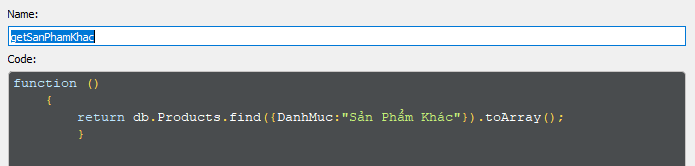 Name:
getSanPhamKhac
Code:
function ()
{
return db.Products.find({DanhMuc:"Sản Phẩm Khác"}).toArray();
}